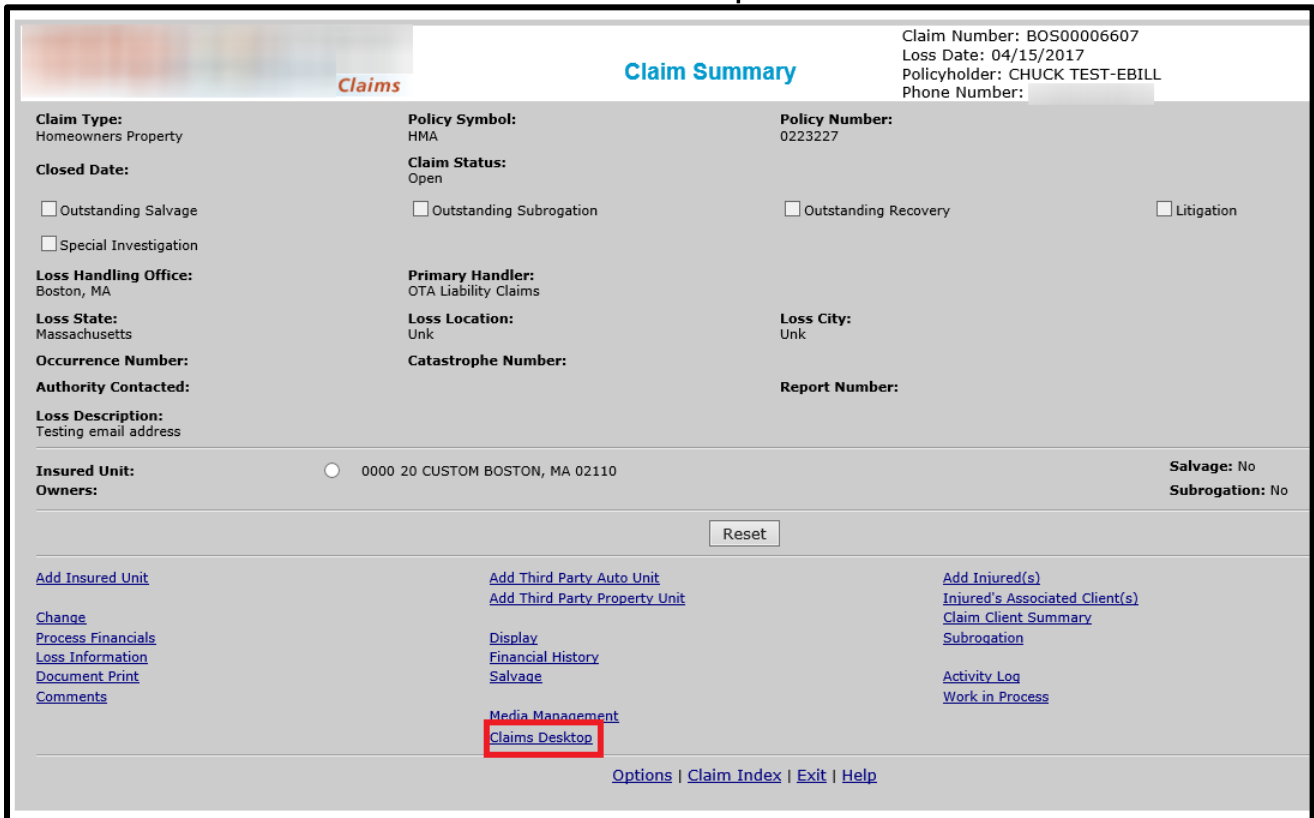 Claims
Claim Summary
Claim Number: BOS00006607
Loss Date: 04/15/2017
Policyholder: CHUCK TEST-EBILL
Phone Number:
Claim Type:
Homeowners Property
Policy Symbol:
HMA
Policy Number:
0223227
Closed Date:
Claim Status:
Open
Outstanding Salvage
Outstanding Subrogation
Outstanding Recovery
Litigation
Special Investigation
Loss Handling Office:
Boston, MA
Primary Handler:
OTA Liability Claims
Loss State:
Massachusetts
Loss Location:
Unk
Loss City:
Unk
Occurrence Number:
Catastrophe Number:
Authority Contacted:
Report Number:
Loss Description:
Testing email address
Insured Unit:
0000 20 CUSTOM BOSTON, MA 02110
Salvage: No
Owners:
Subrogation: No
Reset
Add Insured Unit
Change
Process Financials
Loss Information
Document Print
Comments
Add Third Party Auto Unit
Add Third Party Property Unit
Display
Financial History
Salvage
Media Management
Claims Desktop
Add Injured(s)
Injured's Associated Client(s)
Claim Client Summary
Subrogation
Activity Log
Work in Process
Options | Claim Index | Exit | Help